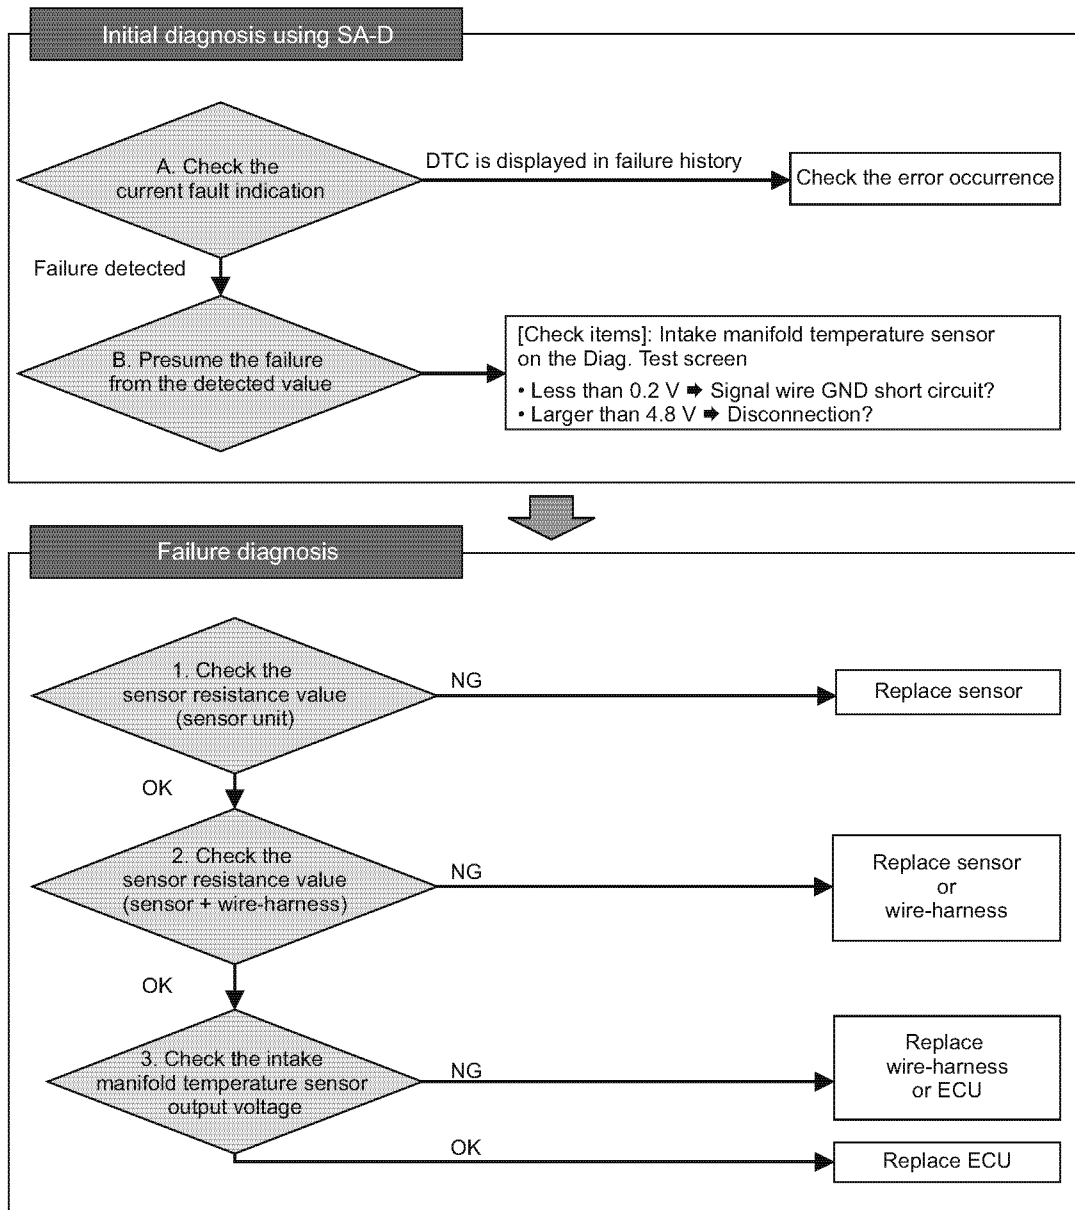 Initial diagnosis using SA-D
A. Check the
current fault indication
DTC is displayed in failure history
Check the error occurrence
Failure detected
B. Presume the failure
from the detected value
[Check items]: Intake manifold temperature sensor
on the Diag. Test screen
• Less than 0.2 V ➡ Signal wire GND short circuit?
• Larger than 4.8 V ➡ Disconnection?
Failure diagnosis
1. Check the
sensor resistance value
(sensor unit)
NG
Replace sensor
OK
2. Check the
sensor resistance value
(sensor + wire-harness)
NG
Replace sensor
or
wire-harness
OK
3. Check the intake
manifold temperature sensor
output voltage
NG
Replace
wire-harness
or ECU
OK
Replace ECU